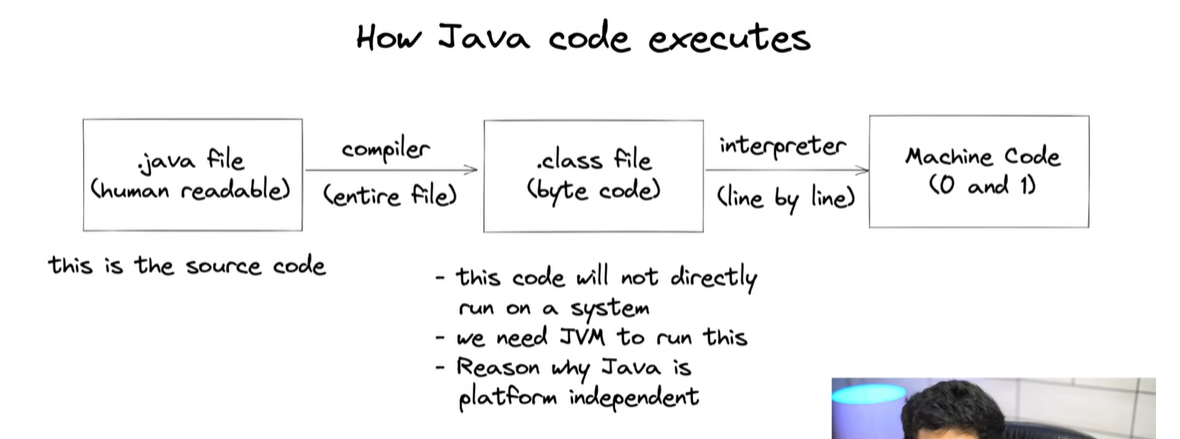 How Java code executes
.java file
(human readable)
compiler
(entire file)
.class file
(byte code)
interpreter
(line by line)
Machine Code
(0 and 1)
this is the source code
- this code will not directly
run on a system
- we need JVM to run this
- Reason why Java is
platform independent